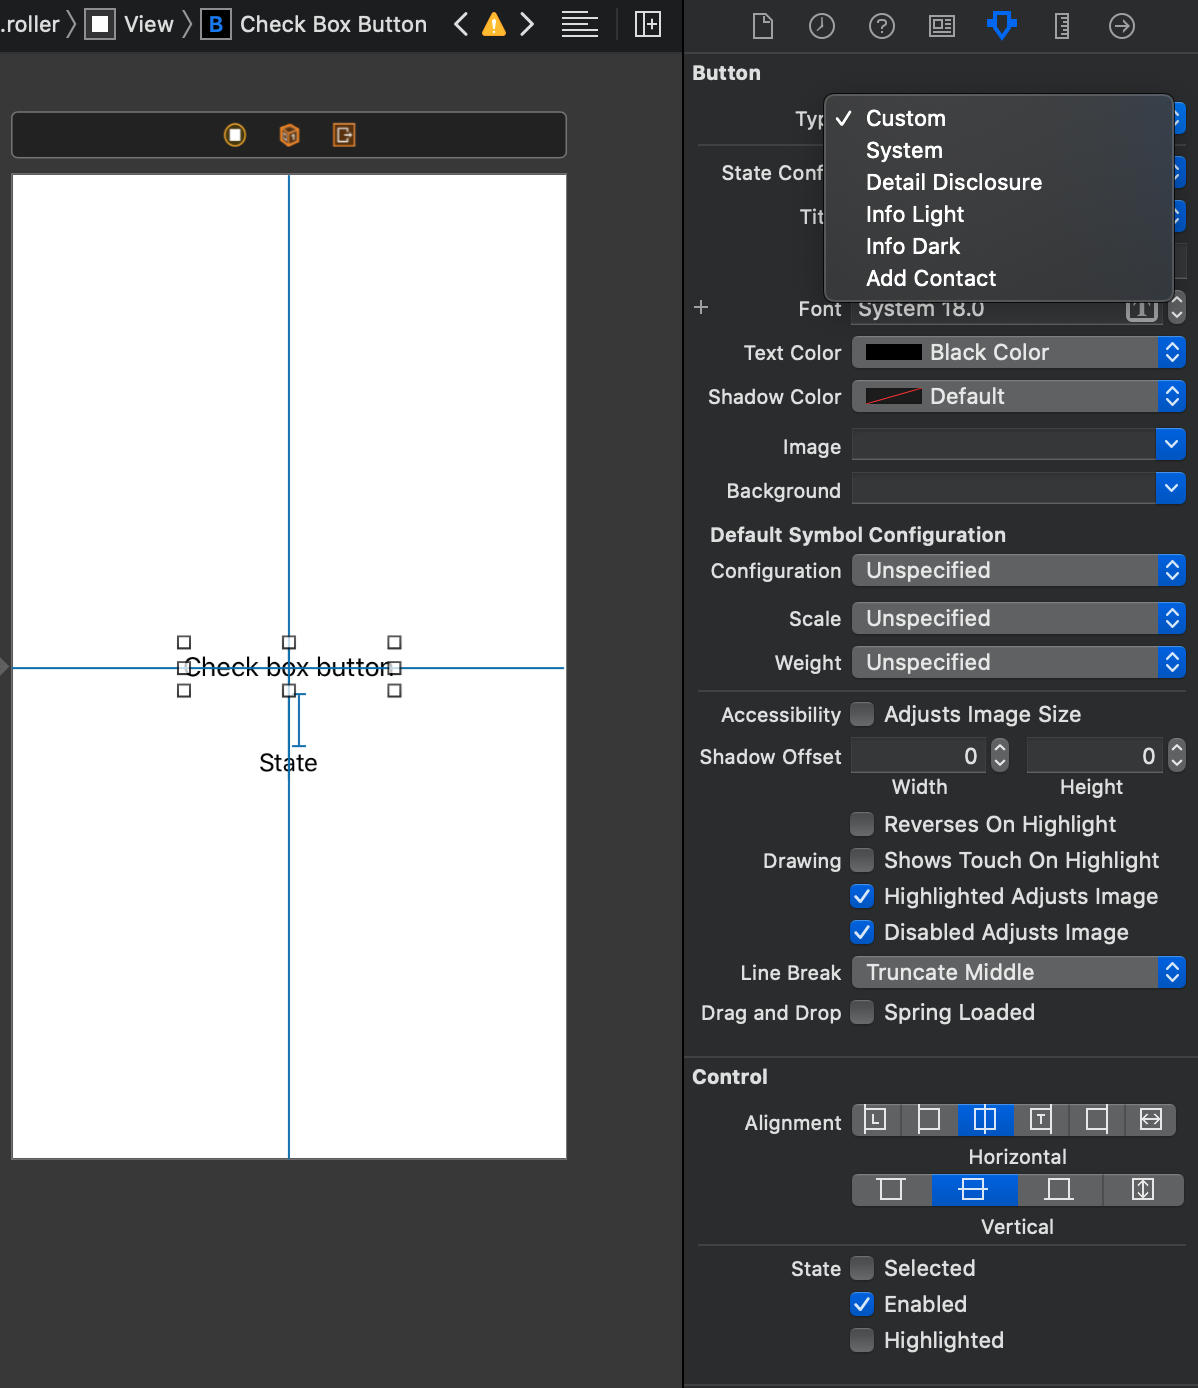 .roller View B Check Box Button
Check box button
State
Button
Typ
Custom
System
Detail Disclosure
Info Light
Info Dark
Add Contact
State Conf
Tit
Font System 18.0 T
Text Color Black Color
Shadow Color Default
Image
Background
Default Symbol Configuration
Configuration Unspecified
Scale Unspecified
Weight Unspecified
Accessibility Adjusts Image Size
Shadow Offset 0 0
Width Height
Reverses On Highlight
Drawing Shows Touch On Highlight
Highlighted Adjusts Image
Disabled Adjusts Image
Line Break Truncate Middle
Drag and Drop Spring Loaded
Control
Alignment L T
Horizontal
Vertical
State Selected
Enabled
Highlighted